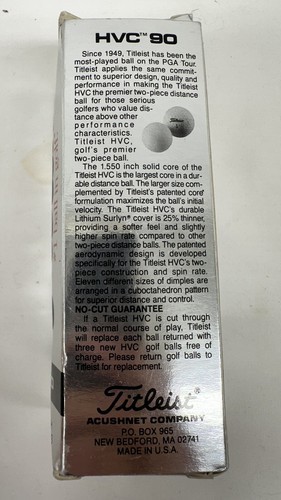 HVC™ 90
Since 1949, Titleist has been the
most-played ball on the PGA Tour.
Titleist applies the same commit-
ment to superior design, quality and
performance in making the Titleist
HVC the premier two-piece distance
ball for those serious
golfers who value dis-
tance above other
performance
characteristics.
Titleist HVC,
golf's premier
two-piece ball.
Titleist
The 1.550 inch solid core of the
Titleist HVC is the largest core in a dur-
able distance ball. The larger size com-
plemented by Titleist's patented core
formulation maximizes the ball's initial
velocity. The Titleist HVC's durable
Lithium Surlyn® cover is 25% thinner,
providing a softer feel and slightly
higher spin rate compared to other
two-piece distance balls. The patented
aerodynamic design is developed
specifically for the Titleist HVC's two-
piece construction and spin rate.
Eleven different sizes of dimples are
arranged in a cuboctahedron pattern
for superior distance and control.
NO-CUT GUARANTEE
If a Titleist HVC is cut through
the normal course of play, Titleist
will replace each ball returned with
three new HVC golf balls free of
charge. Please return golf balls to
Titleist for replacement.
Titleist®
ACUSHNET COMPANY
P.O. BOX 965
NEW BEDFORD, MA 02741
MADE IN U.S.A.